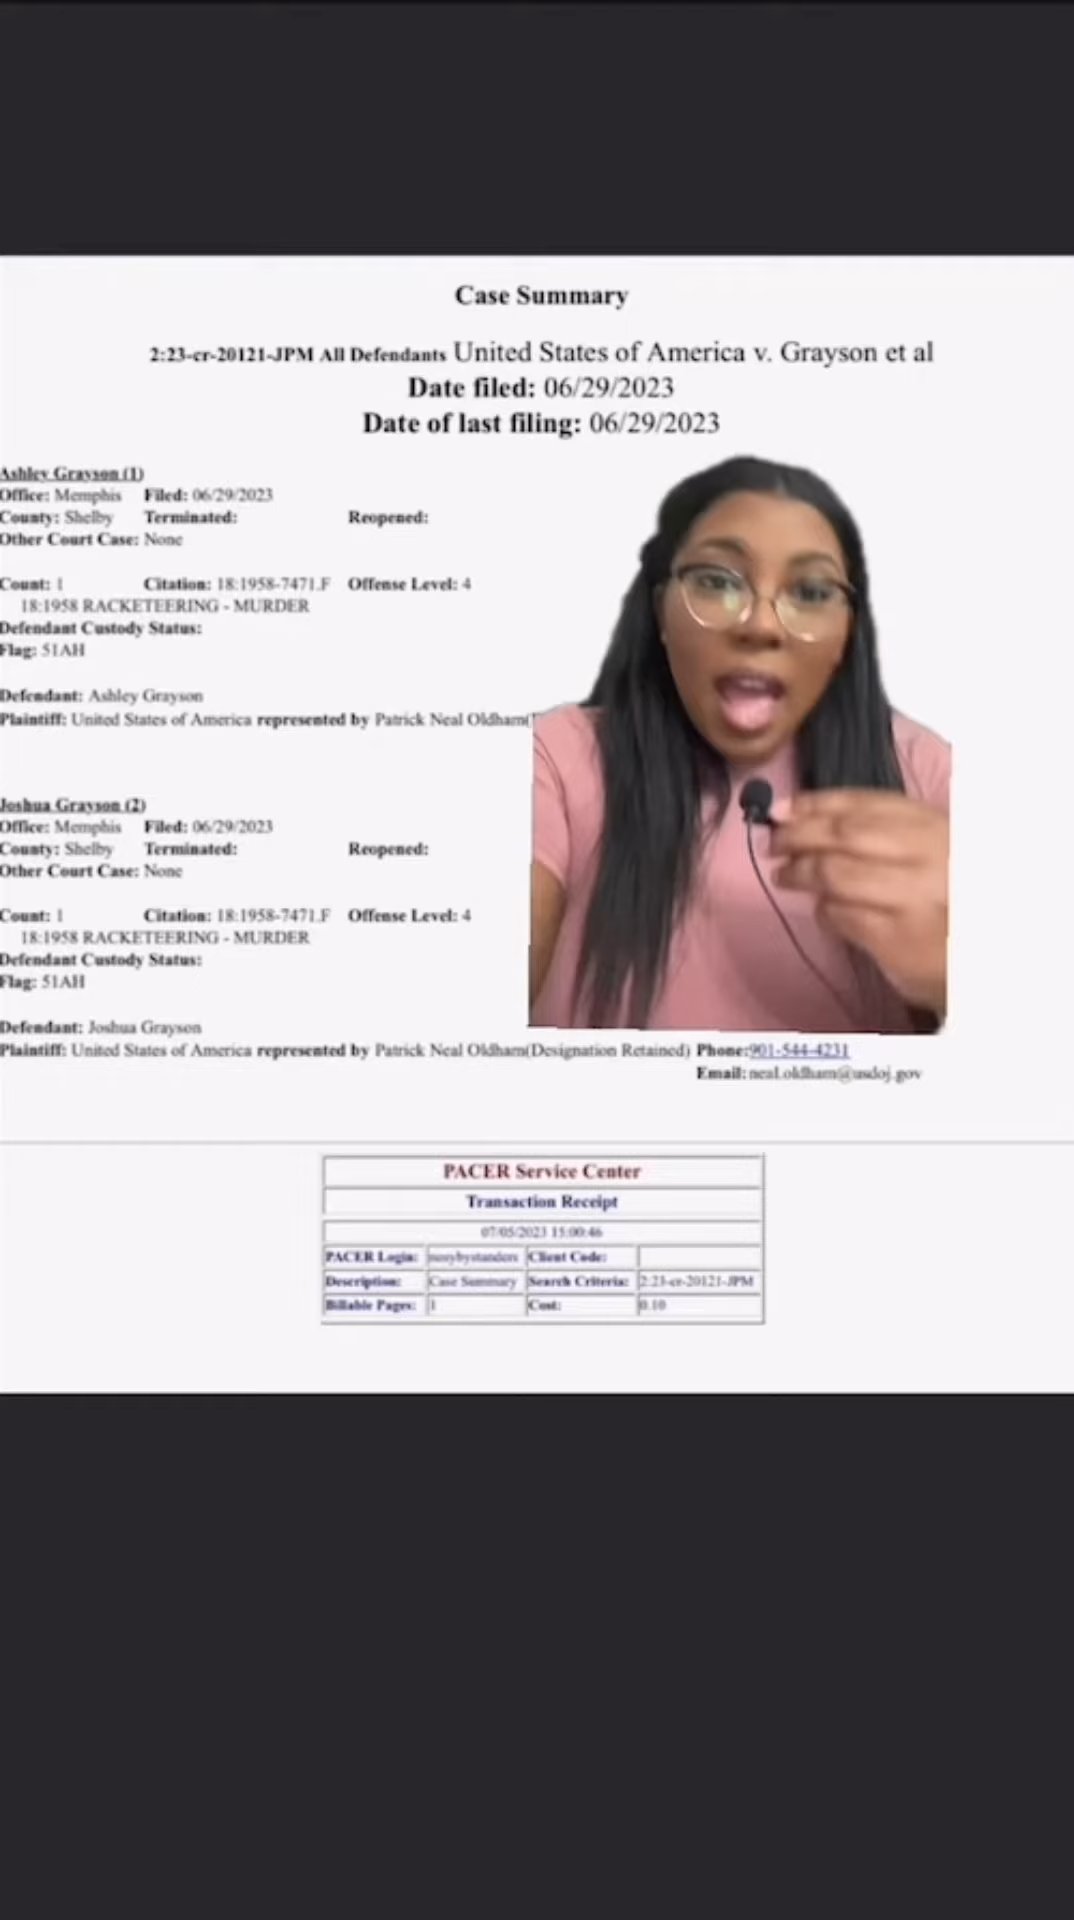 Case Summary
2:23-cr-20121-JPM All Defendants United States of America v. Grayson et al
Date filed: 06/29/2023
Date of last filing: 06/29/2023
Ashley Grayson (1)
Office: Memphis Filed: 06/29/2023
County: Shelby Terminated: Reopened:
Other Court Case: None
Count: 1 Citation: 18:1958-7471.F Offense Level: 4
18:1958 RACKETEERING - MURDER
Defendant Custody Status:
Flag: 51AH
Defendant: Ashley Grayson
Plaintiff: United States of America represented by Patrick Neal Oldham(
Joshua Grayson (2)
Office: Memphis Filed: 06/29/2023
County: Shelby Terminated: Reopened:
Other Court Case: None
Count: 1 Citation: 18:1958-7471.F Offense Level: 4
18:1958 RACKETEERING - MURDER
Defendant Custody Status:
Flag: 51AH
Defendant: Joshua Grayson
Plaintiff: United States of America represented by Patrick Neal Oldham(Designation Retained) Phone:901-544-4231
Email: neal.oldham@usdoj.gov
PACER Service Center
Transaction Receipt
07/05/2023 15:00:46
PACER Login: nosybystanders Client Code:
Description: Case Summary Search Criteria: 2:23-cr-20121-JPM
Billable Pages: 1 Cost: 0.10